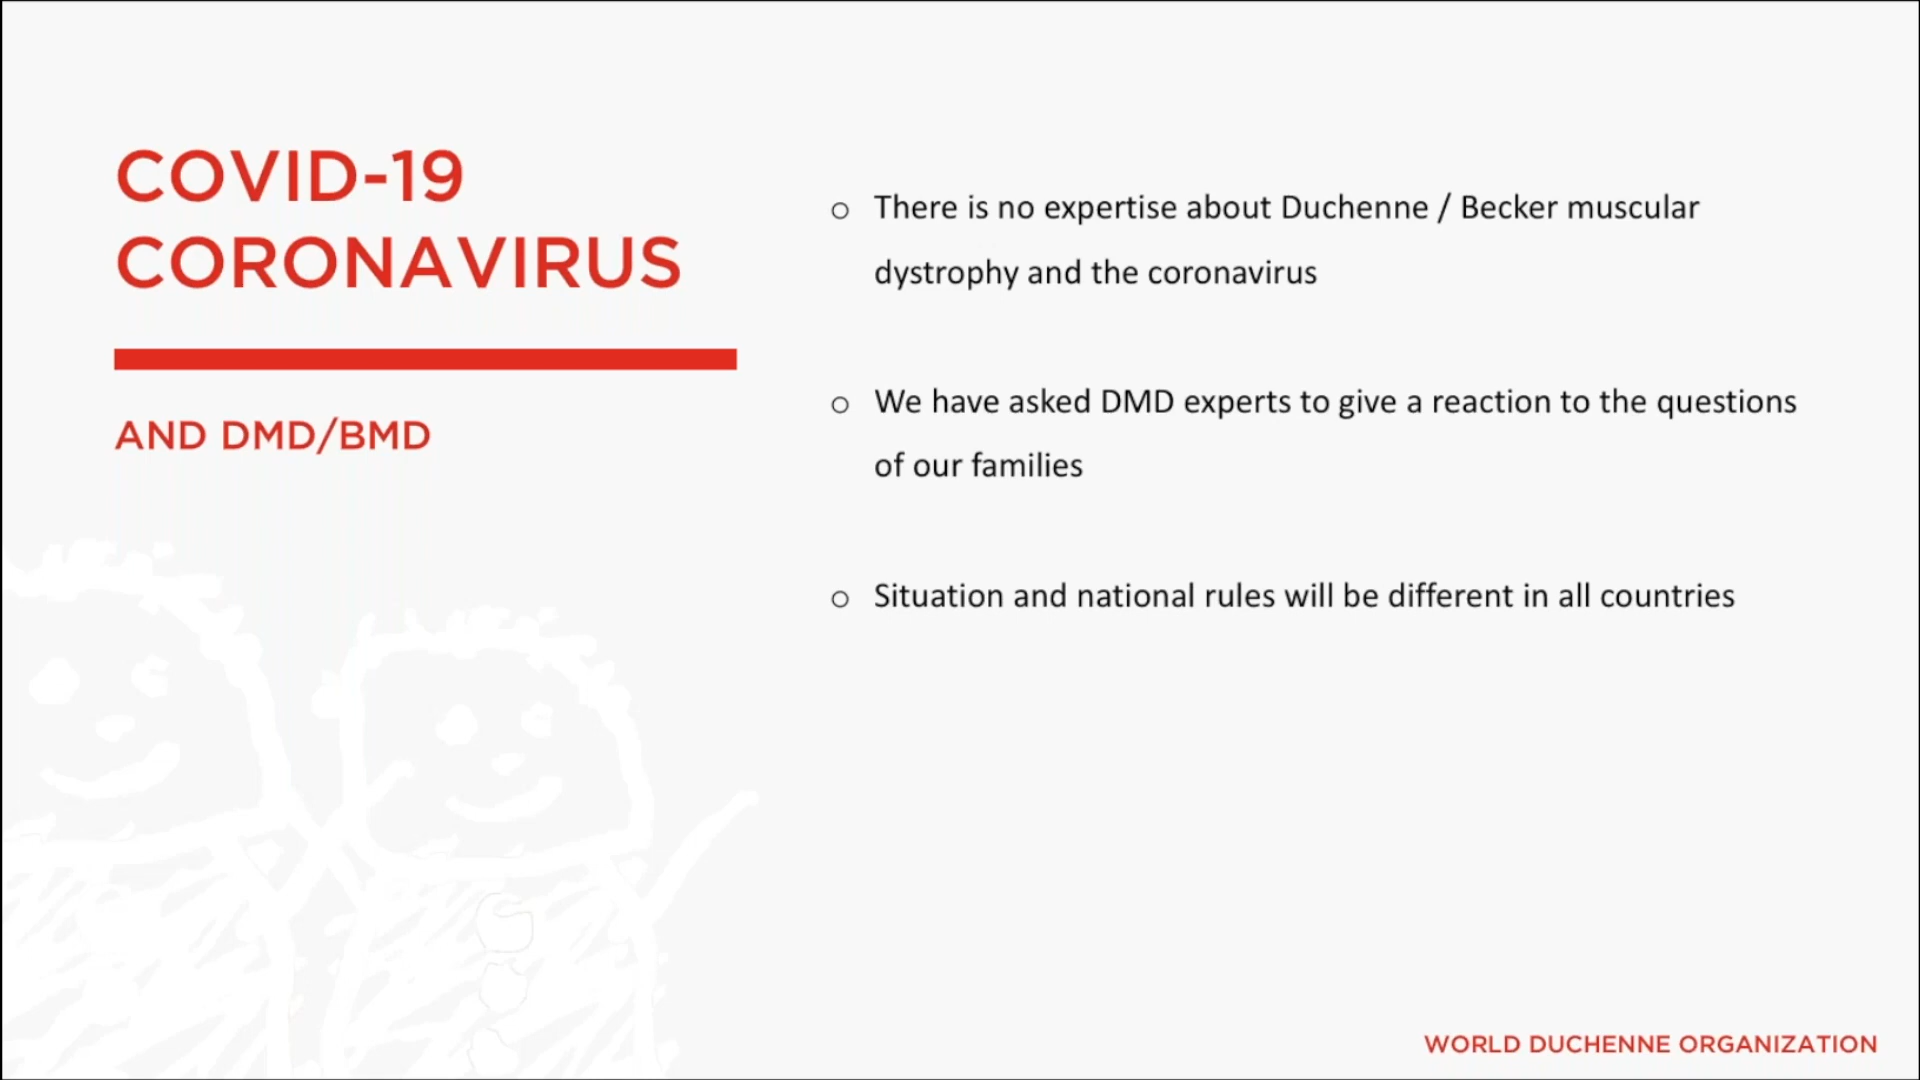 COVID-19
CORONAVIRUS
AND DMD/BMD
○ There is no expertise about Duchenne / Becker muscular
dystrophy and the coronavirus
○ We have asked DMD experts to give a reaction to the questions
of our families
○ Situation and national rules will be different in all countries
WORLD DUCHENNE ORGANIZATION